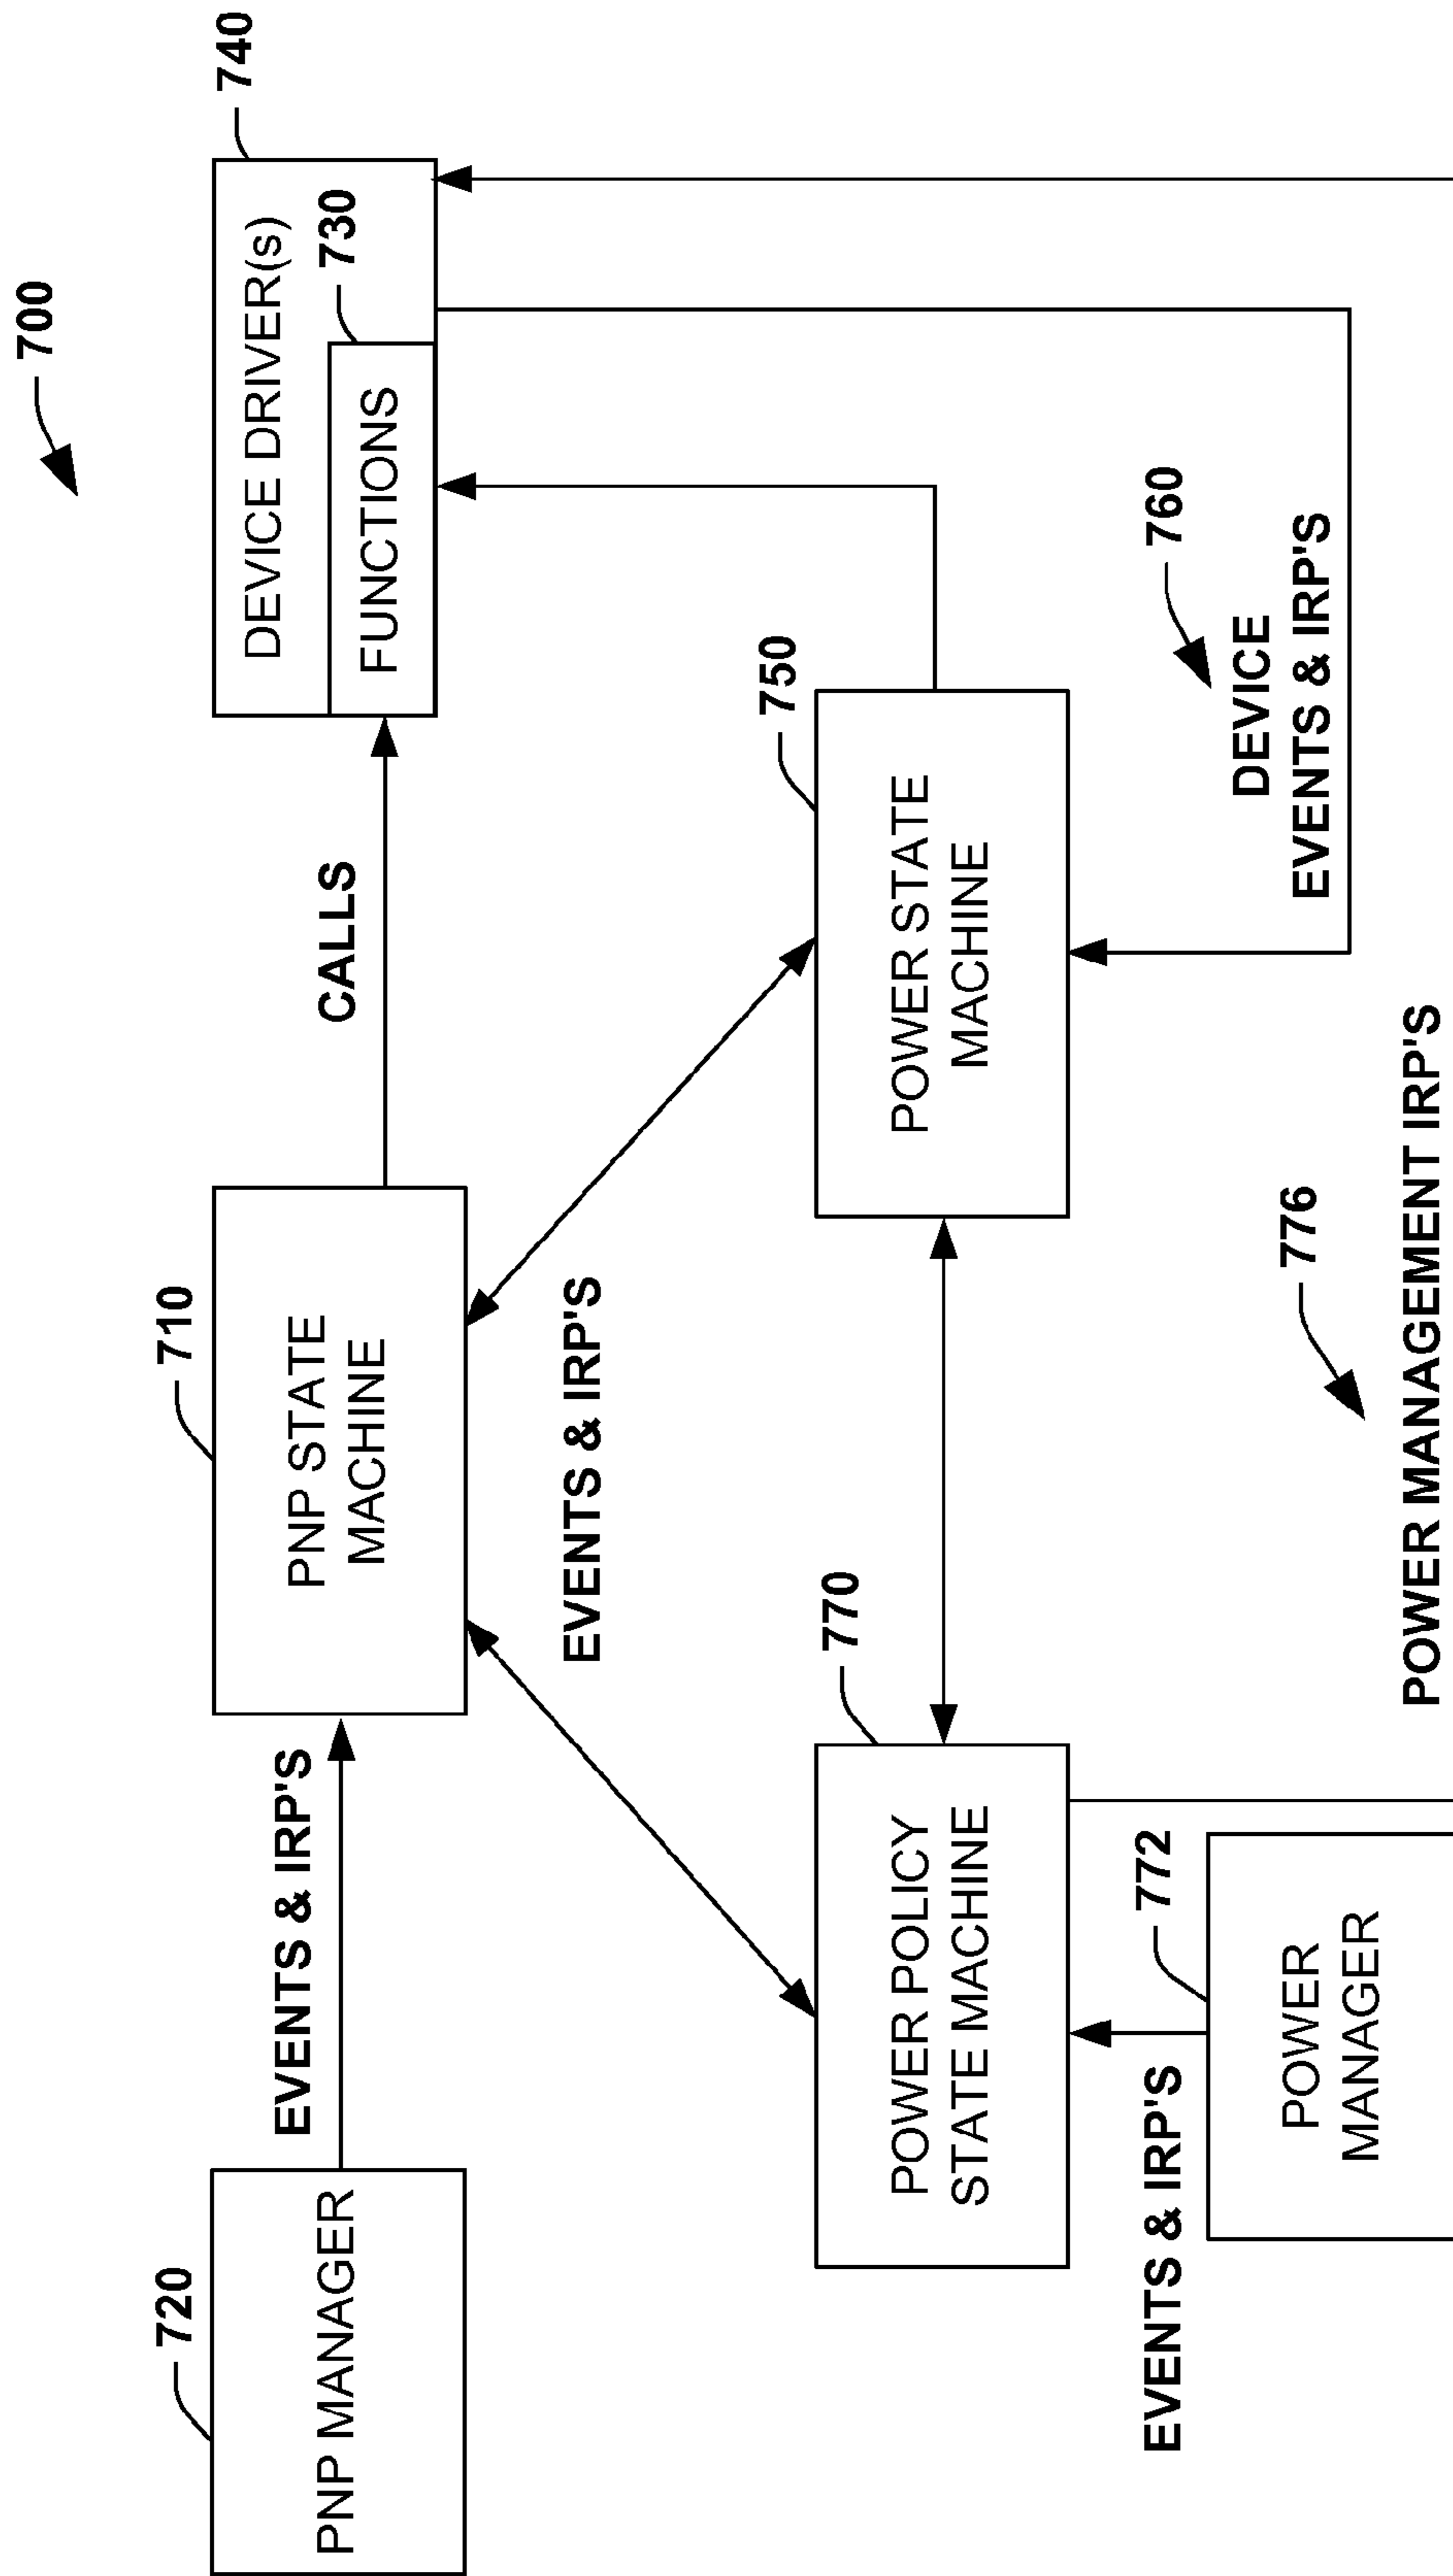 700
720
PNP MANAGER
EVENTS & IRP'S
710
PNP STATE
MACHINE
CALLS
740
DEVICE DRIVER(s)
730
FUNCTIONS
EVENTS & IRP'S
770
POWER POLICY
STATE MACHINE
750
POWER STATE
MACHINE
760
DEVICE
EVENTS & IRP'S
EVENTS & IRP'S
772
POWER
MANAGER
776
POWER MANAGEMENT IRP'S